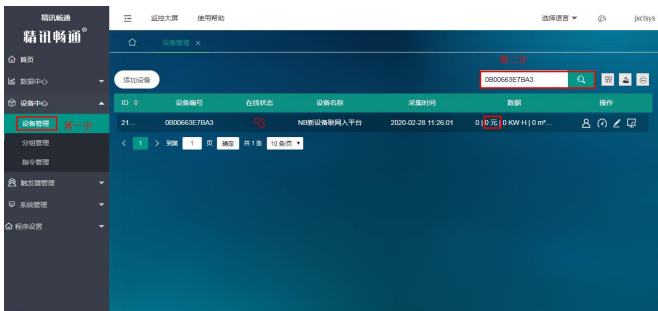 精讯畅通
监控大屏 使用帮助 选择语言 jxctsys
精讯畅通®
设备管理 ×
首页
第二步
数据中心
添加设备
0B00663E7BA3
设备中心
ID 设备编号 在线状态 设备名称 采集时间 数据 操作
设备管理 第一步
21... 0B00663E7BA3 NB新设备联网入平台 2020-02-28 11:26:01 0 | 0 元 | 0 KW·H | 0 m³...
分组管理
< 1 > 到第 1 页 确定 共 1 条 10 条/页
指令管理
触发器管理
系统管理
程序设置